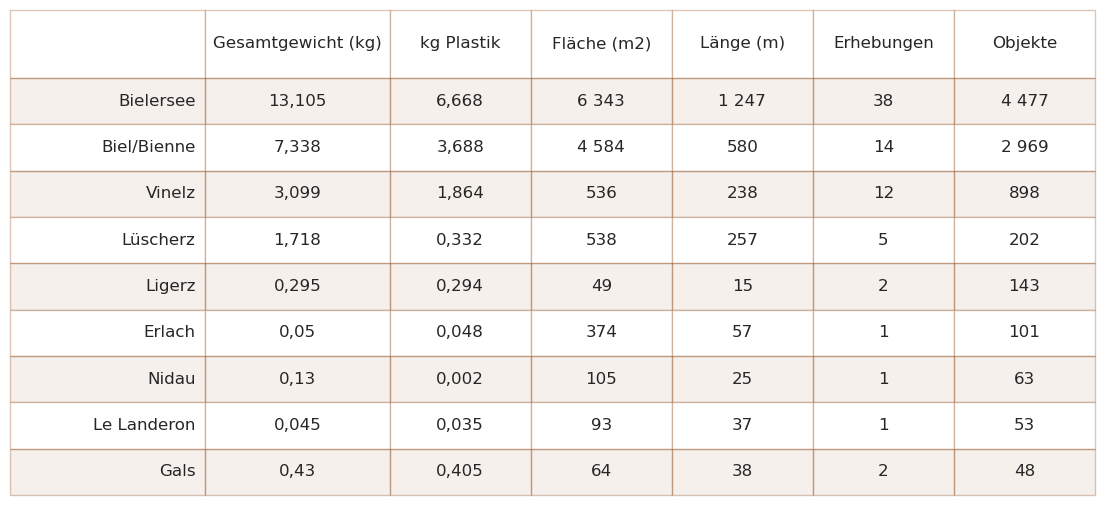 Gesamtgewicht (kg) kg Plastik Fläche (m2) Länge (m) Erhebungen Objekte
Bielersee 13,105 6,668 6 343 1 247 38 4 477
Biel/Bienne 7,338 3,688 4 584 580 14 2 969
Vinelz 3,099 1,864 536 238 12 898
Lüscherz 1,718 0,332 538 257 5 202
Ligerz 0,295 0,294 49 15 2 143
Erlach 0,05 0,048 374 57 1 101
Nidau 0,13 0,002 105 25 1 63
Le Landeron 0,045 0,035 93 37 1 53
Gals 0,43 0,405 64 38 2 48